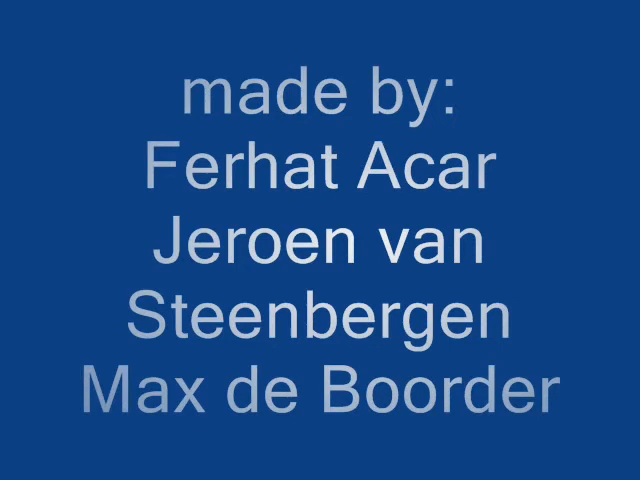 made by:
Ferhat Acar
Jeroen van
Steenbergen
Max de Boorder